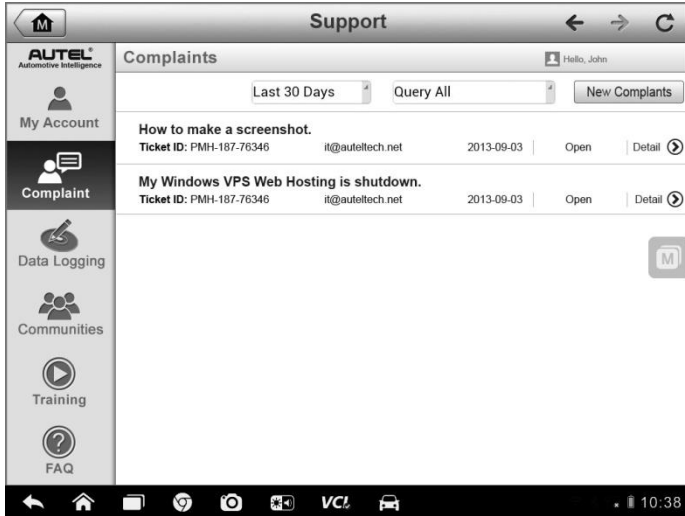 Support
AUTEL®
Automotive Intelligence
Complaints
Hello, John
Last 30 Days
Query All
New Complants
My Account
Complaint
Data Logging
Communities
Training
FAQ
How to make a screenshot.
Ticket ID: PMH-187-76346 it@auteltech.net 2013-09-03 Open Detail
My Windows VPS Web Hosting is shutdown.
Ticket ID: PMH-187-76346 it@auteltech.net 2013-09-03 Open Detail
M
M
VCI
10:38